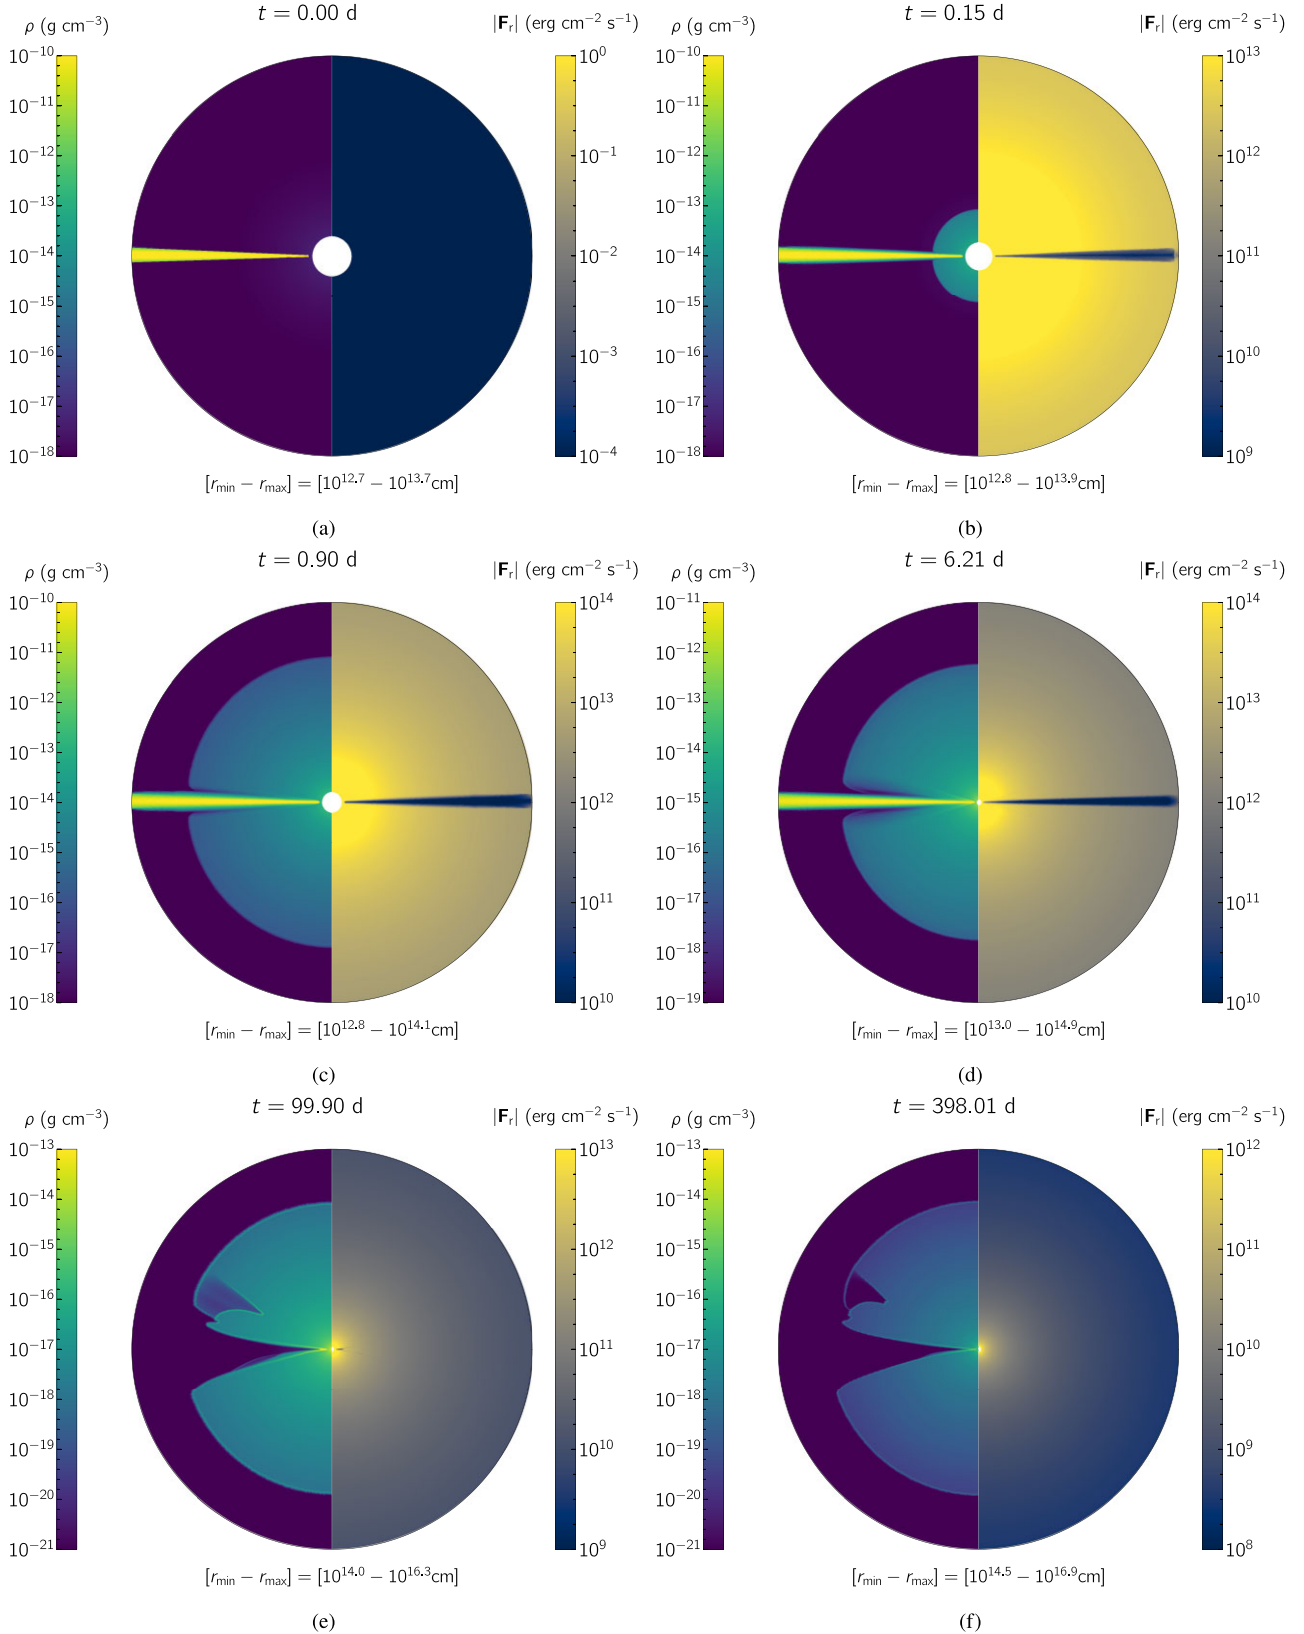 t = 0.00 d
ρ (g cm⁻³)
|F_r| (erg cm⁻² s⁻¹)
10⁻¹⁰
10⁻¹¹
10⁻¹²
10⁻¹³
10⁻¹⁴
10⁻¹⁵
10⁻¹⁶
10⁻¹⁷
10⁻¹⁸
10⁰
10⁻¹
10⁻²
10⁻³
10⁻⁴
[r_min − r_max] = [10^12.7 − 10^13.7cm]
(a)
t = 0.15 d
ρ (g cm⁻³)
|F_r| (erg cm⁻² s⁻¹)
10⁻¹⁰
10⁻¹¹
10⁻¹²
10⁻¹³
10⁻¹⁴
10⁻¹⁵
10⁻¹⁶
10⁻¹⁷
10⁻¹⁸
10¹³
10¹²
10¹¹
10¹⁰
10⁹
[r_min − r_max] = [10^12.8 − 10^13.9cm]
(b)
t = 0.90 d
ρ (g cm⁻³)
|F_r| (erg cm⁻² s⁻¹)
10⁻¹⁰
10⁻¹¹
10⁻¹²
10⁻¹³
10⁻¹⁴
10⁻¹⁵
10⁻¹⁶
10⁻¹⁷
10⁻¹⁸
10¹⁴
10¹³
10¹²
10¹¹
10¹⁰
[r_min − r_max] = [10^12.8 − 10^14.1cm]
(c)
t = 6.21 d
ρ (g cm⁻³)
|F_r| (erg cm⁻² s⁻¹)
10⁻¹¹
10⁻¹²
10⁻¹³
10⁻¹⁴
10⁻¹⁵
10⁻¹⁶
10⁻¹⁷
10⁻¹⁸
10⁻¹⁹
10¹⁴
10¹³
10¹²
10¹¹
10¹⁰
[r_min − r_max] = [10^13.0 − 10^14.9cm]
(d)
t = 99.90 d
ρ (g cm⁻³)
|F_r| (erg cm⁻² s⁻¹)
10⁻¹³
10⁻¹⁴
10⁻¹⁵
10⁻¹⁶
10⁻¹⁷
10⁻¹⁸
10⁻¹⁹
10⁻²⁰
10⁻²¹
10¹³
10¹²
10¹¹
10¹⁰
10⁹
[r_min − r_max] = [10^14.0 − 10^16.3cm]
(e)
t = 398.01 d
ρ (g cm⁻³)
|F_r| (erg cm⁻² s⁻¹)
10⁻¹³
10⁻¹⁴
10⁻¹⁵
10⁻¹⁶
10⁻¹⁷
10⁻¹⁸
10⁻¹⁹
10⁻²⁰
10⁻²¹
10¹²
10¹¹
10¹⁰
10⁹
10⁸
[r_min − r_max] = [10^14.5 − 10^16.9cm]
(f)